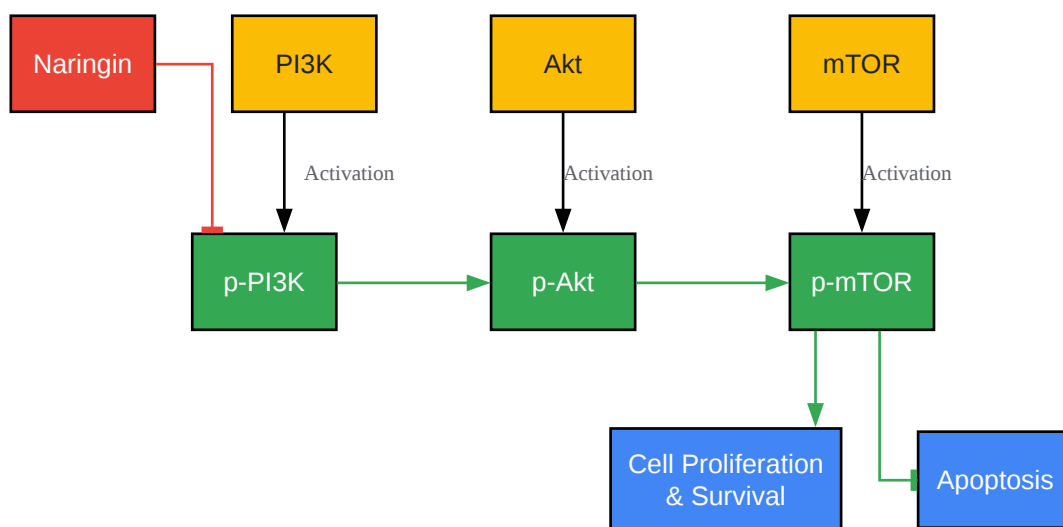 Naringin
PI3K
Akt
mTOR
Activation
Activation
Activation
p-PI3K
p-Akt
p-mTOR
Cell Proliferation
& Survival
Apoptosis